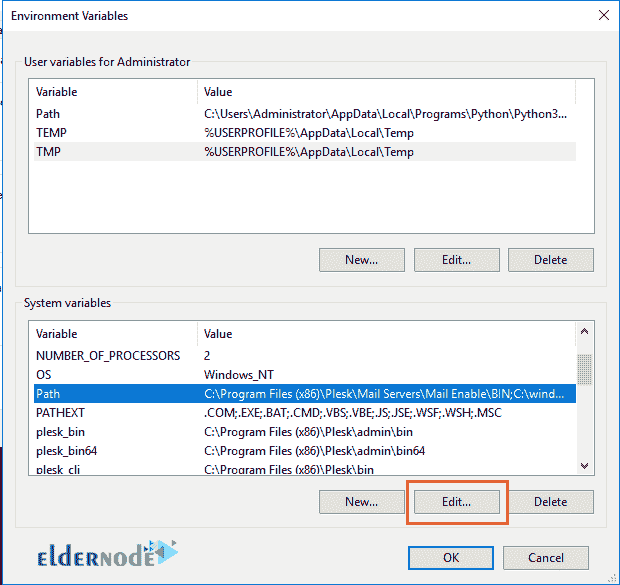 Environment Variables
User variables for Administrator
Variable Value
Path C:\Users\Administrator\AppData\Local\Programs\Python\Python3...
TEMP %USERPROFILE%\AppData\Local\Temp
TMP %USERPROFILE%\AppData\Local\Temp
New... Edit... Delete
System variables
Variable Value
NUMBER_OF_PROCESSORS 2
OS Windows_NT
Path C:\Program Files (x86)\Plesk\Mail Servers\Mail Enable\BIN;C:\wind...
PATHEXT .COM;.EXE;.BAT;.CMD;.VBS;.VBE;.JS;.JSE;.WSF;.WSH;.MSC
plesk_bin C:\Program Files (x86)\Plesk\admin\bin
plesk_bin64 C:\Program Files (x86)\Plesk\admin\bin64
plesk_cli C:\Program Files (x86)\Plesk\bin
New... Edit... Delete
eldernode
OK Cancel